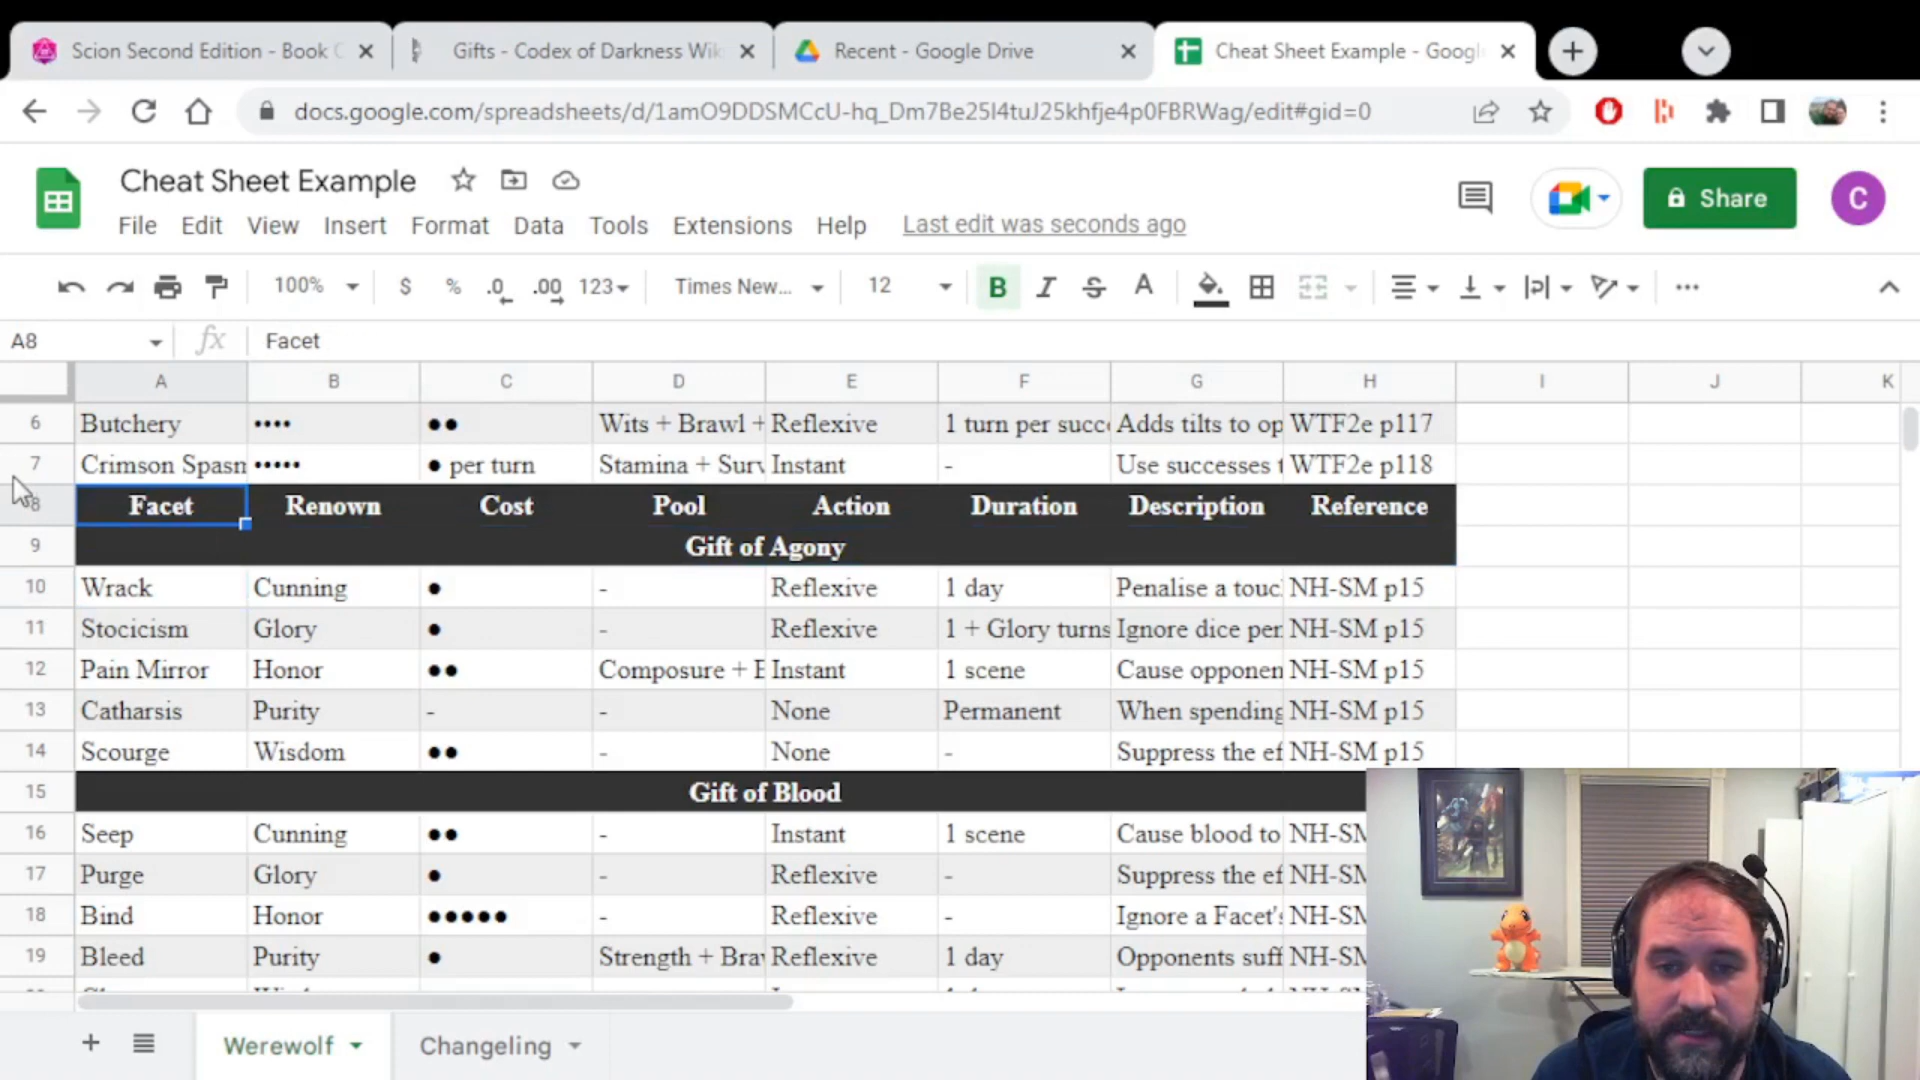 Scion Second Edition - Book
Gifts - Codex of Darkness Wik
Recent - Google Drive
Cheat Sheet Example - Googl
docs.google.com/spreadsheets/d/1amO9DDSMCcU-hq_Dm7Be25I4tuJ25khfje4p0FBRWag/edit#gid=0
Cheat Sheet Example
Share
C
File Edit View Insert Format Data Tools Extensions Help Last edit was seconds ago
100% $ % .0 .00 123 Times New... 12 B I S A
A8 fx Facet
A B C D E F G H I J K
6 Butchery •••• ●● Wits + Brawl + Reflexive 1 turn per succ Adds tilts to op WTF2e p117
7 Crimson Spasm ••••• ● per turn Stamina + Surv Instant - Use successes t WTF2e p118
8 Facet Renown Cost Pool Action Duration Description Reference
9 Gift of Agony
10 Wrack Cunning ● - Reflexive 1 day Penalise a touc NH-SM p15
11 Stocicism Glory ● - Reflexive 1 + Glory turns Ignore dice pen NH-SM p15
12 Pain Mirror Honor ●● Composure + E Instant 1 scene Cause opponen NH-SM p15
13 Catharsis Purity - - None Permanent When spending NH-SM p15
14 Scourge Wisdom ●● - None - Suppress the ef NH-SM p15
15 Gift of Blood
16 Seep Cunning ●● - Instant 1 scene Cause blood to NH-SM
17 Purge Glory ● - Reflexive - Suppress the ef NH-SM
18 Bind Honor ●●●●● - Reflexive - Ignore a Facet's NH-SM
19 Bleed Purity ● Strength + Braw Reflexive 1 day Opponents suff NH-SM
Werewolf Changeling